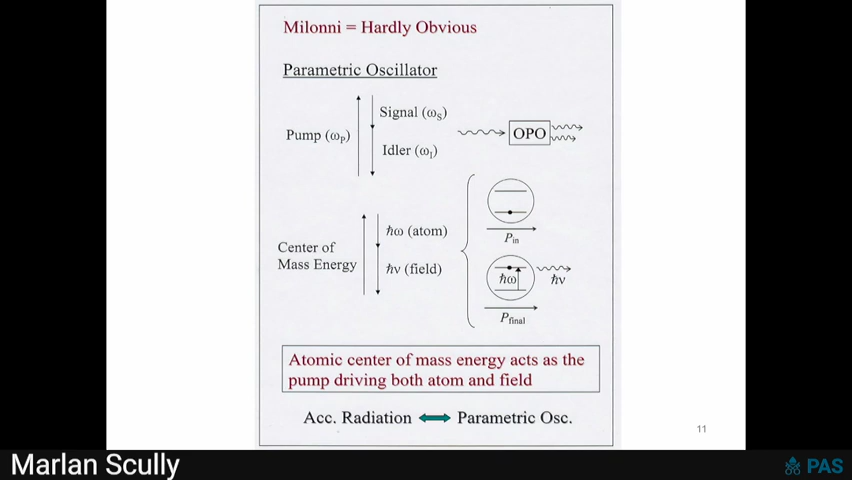 Milonni = Hardly Obvious
Parametric Oscillator
Signal (ωS)
Pump (ωP)
Idler (ωI)
OPO
Pin
ħω (atom)
Center of
Mass Energy
ħν (field)
ħω
ħν
Pfinal
Atomic center of mass energy acts as the
pump driving both atom and field
Acc. Radiation
Parametric Osc.
11
Marlan Scully
PAS